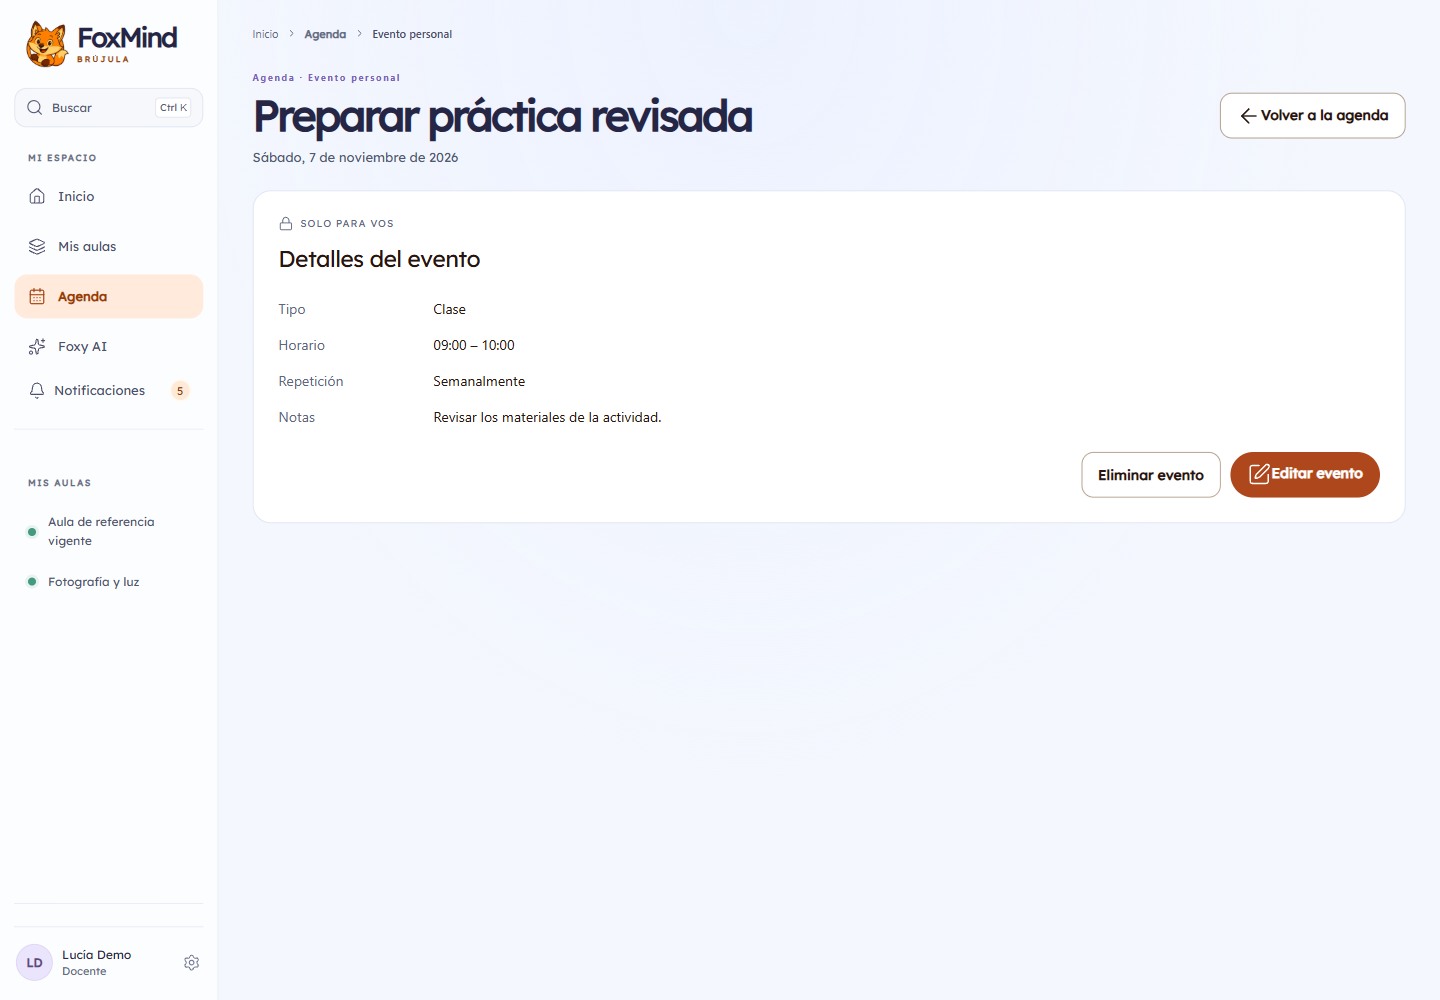 FoxMind
BRÚJULA
Buscar
Ctrl K
MI ESPACIO
Inicio
Mis aulas
Agenda
Foxy AI
Notificaciones
5
MIS AULAS
Aula de referencia
vigente
Fotografía y luz
LD
Lucía Demo
Docente
Inicio > Agenda > Evento personal
Agenda · Evento personal
Preparar práctica revisada
Sábado, 7 de noviembre de 2026
Volver a la agenda
SOLO PARA VOS
Detalles del evento
Tipo Clase
Horario 09:00 – 10:00
Repetición Semanalmente
Notas Revisar los materiales de la actividad.
Eliminar evento
Editar evento